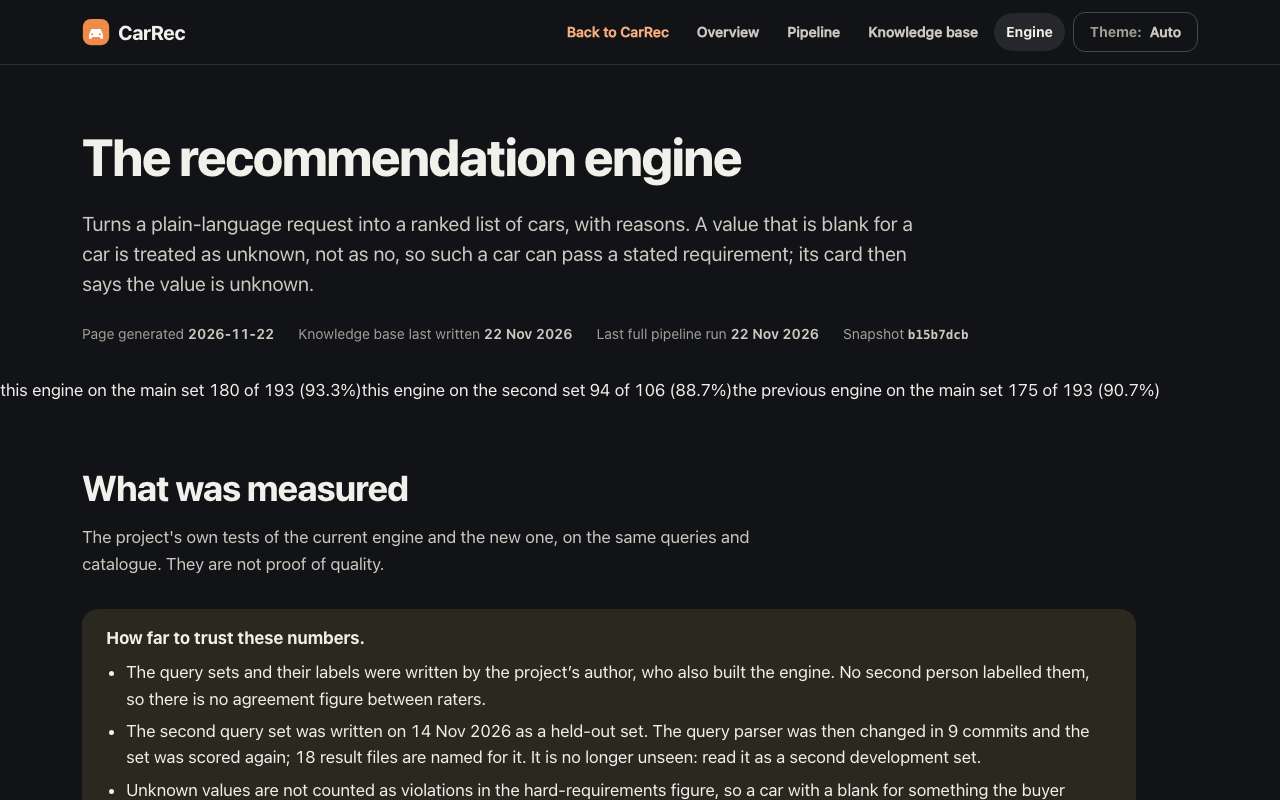 CarRec
Back to CarRec
Overview
Pipeline
Knowledge base
Engine
Theme: Auto
The recommendation engine
Turns a plain-language request into a ranked list of cars, with reasons. A value that is blank for a
car is treated as unknown, not as no, so such a car can pass a stated requirement; its card then
says the value is unknown.
Page generated 2026-11-22 Knowledge base last written 22 Nov 2026 Last full pipeline run 22 Nov 2026 Snapshot b15b7dcb
this engine on the main set 180 of 193 (93.3%)this engine on the second set 94 of 106 (88.7%)the previous engine on the main set 175 of 193 (90.7%)
What was measured
The project's own tests of the current engine and the new one, on the same queries and
catalogue. They are not proof of quality.
How far to trust these numbers.
• The query sets and their labels were written by the project’s author, who also built the engine. No second person labelled them,
so there is no agreement figure between raters.
• The second query set was written on 14 Nov 2026 as a held-out set. The query parser was then changed in 9 commits and the
set was scored again; 18 result files are named for it. It is no longer unseen: read it as a second development set.
• Unknown values are not counted as violations in the hard-requirements figure, so a car with a blank for something the buyer